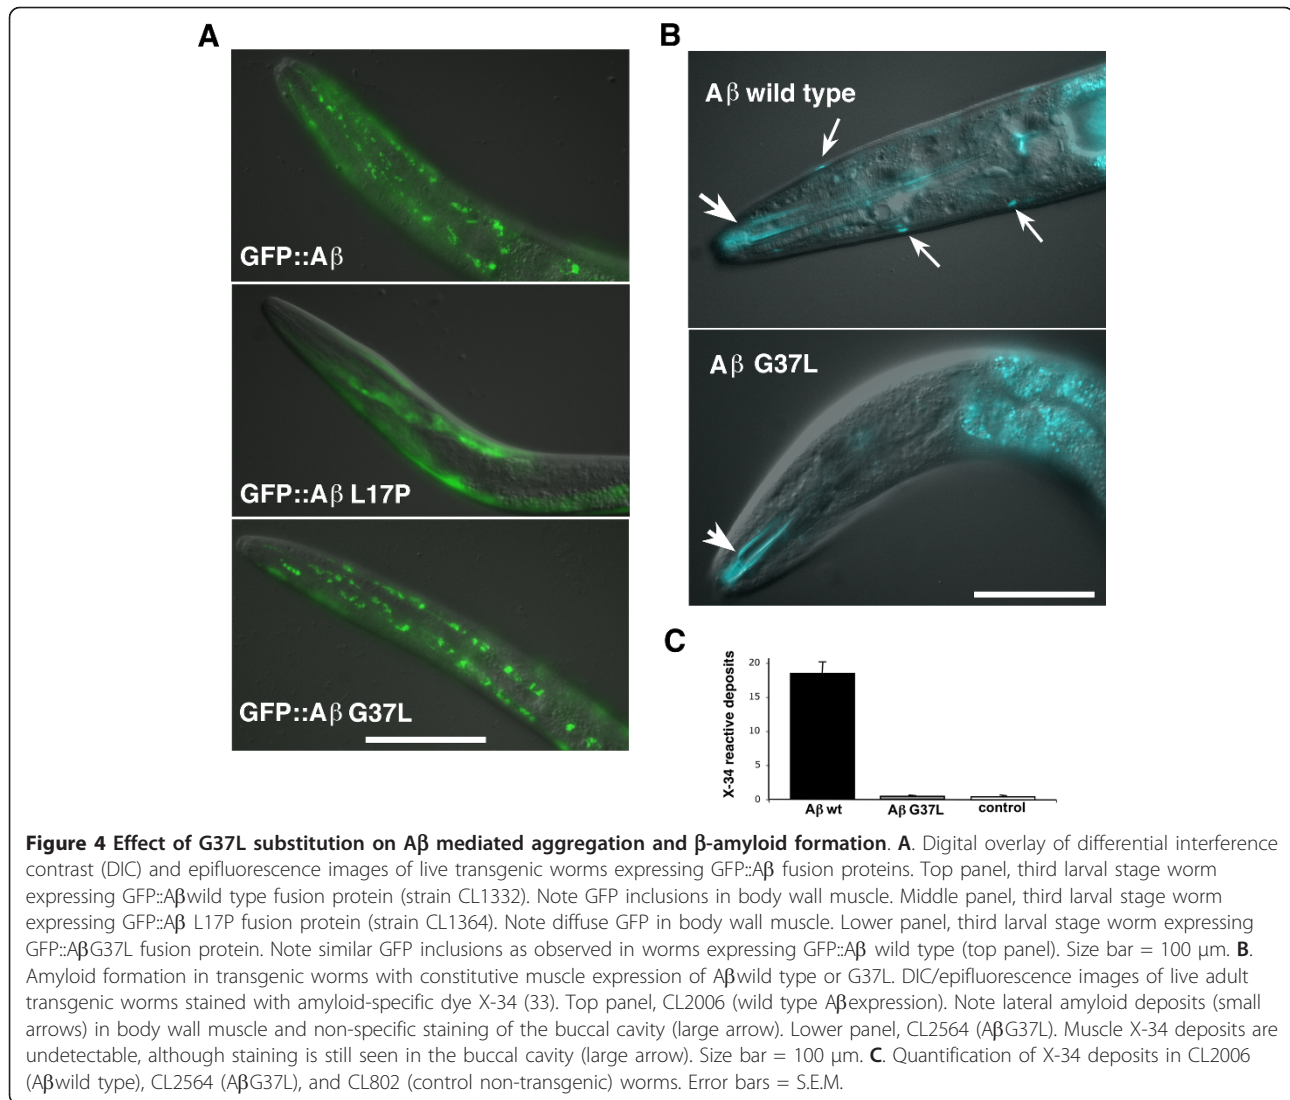 A
GFP::Aβ
GFP::Aβ L17P
GFP::Aβ G37L
B
Aβ wild type
Aβ G37L
C
X-34 reactive deposits
20
15
10
5
0
Aβ wt
Aβ G37L
control
Figure 4 Effect of G37L substitution on Aβ mediated aggregation and β-amyloid formation. A. Digital overlay of differential interference
contrast (DIC) and epifluorescence images of live transgenic worms expressing GFP::Aβ fusion proteins. Top panel, third larval stage worm
expressing GFP::Aβwild type fusion protein (strain CL1332). Note GFP inclusions in body wall muscle. Middle panel, third larval stage worm
expressing GFP::Aβ L17P fusion protein (strain CL1364). Note diffuse GFP in body wall muscle. Lower panel, third larval stage worm expressing
GFP::AβG37L fusion protein. Note similar GFP inclusions as observed in worms expressing GFP::Aβ wild type (top panel). Size bar = 100 μm. B.
Amyloid formation in transgenic worms with constitutive muscle expression of Aβwild type or G37L. DIC/epifluorescence images of live adult
transgenic worms stained with amyloid-specific dye X-34 (33). Top panel, CL2006 (wild type Aβexpression). Note lateral amyloid deposits (small
arrows) in body wall muscle and non-specific staining of the buccal cavity (large arrow). Lower panel, CL2564 (AβG37L). Muscle X-34 deposits are
undetectable, although staining is still seen in the buccal cavity (large arrow). Size bar = 100 μm. C. Quantification of X-34 deposits in CL2006
(Aβwild type), CL2564 (AβG37L), and CL802 (control non-transgenic) worms. Error bars = S.E.M.